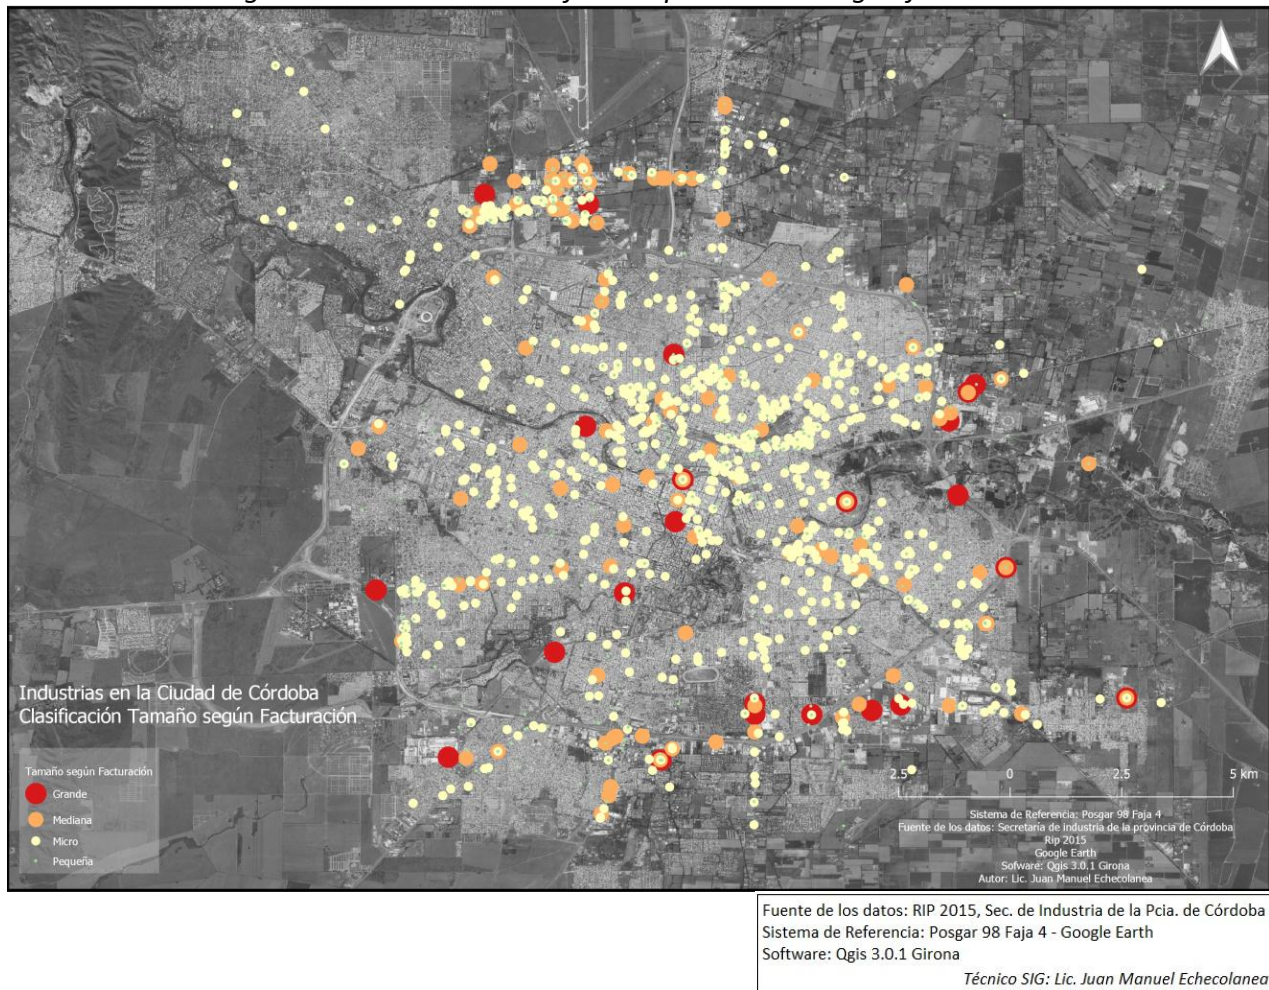 Industrias en la Ciudad de Córdoba
Clasificación Tamaño según Facturación
Tamaño según Facturación
Grande
Mediana
Micro
Pequeña
2.5 0 2.5 5 km
Sistema de Referencia: Posgar 98 Faja 4
Fuente de los datos: Secretaría de Industria de la provincia de Córdoba
Rip 2015
Google Earth
Sofware: Qgis 3.0.1 Girona
Autor: Lic. Juan Manuel Echecolanea
Fuente de los datos: RIP 2015, Sec. de Industria de la Pcia. de Córdoba
Sistema de Referencia: Posgar 98 Faja 4 - Google Earth
Software: Qgis 3.0.1 Girona
Técnico SIG: Lic. Juan Manuel Echecolanea